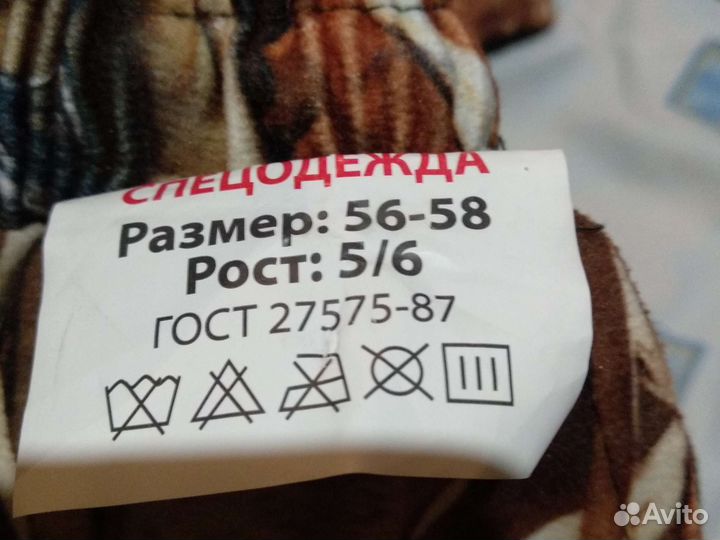 СПЕЦОДЕЖДА
Размер: 56-58
Рост: 5/6
ГОСТ 27575-87
Avito